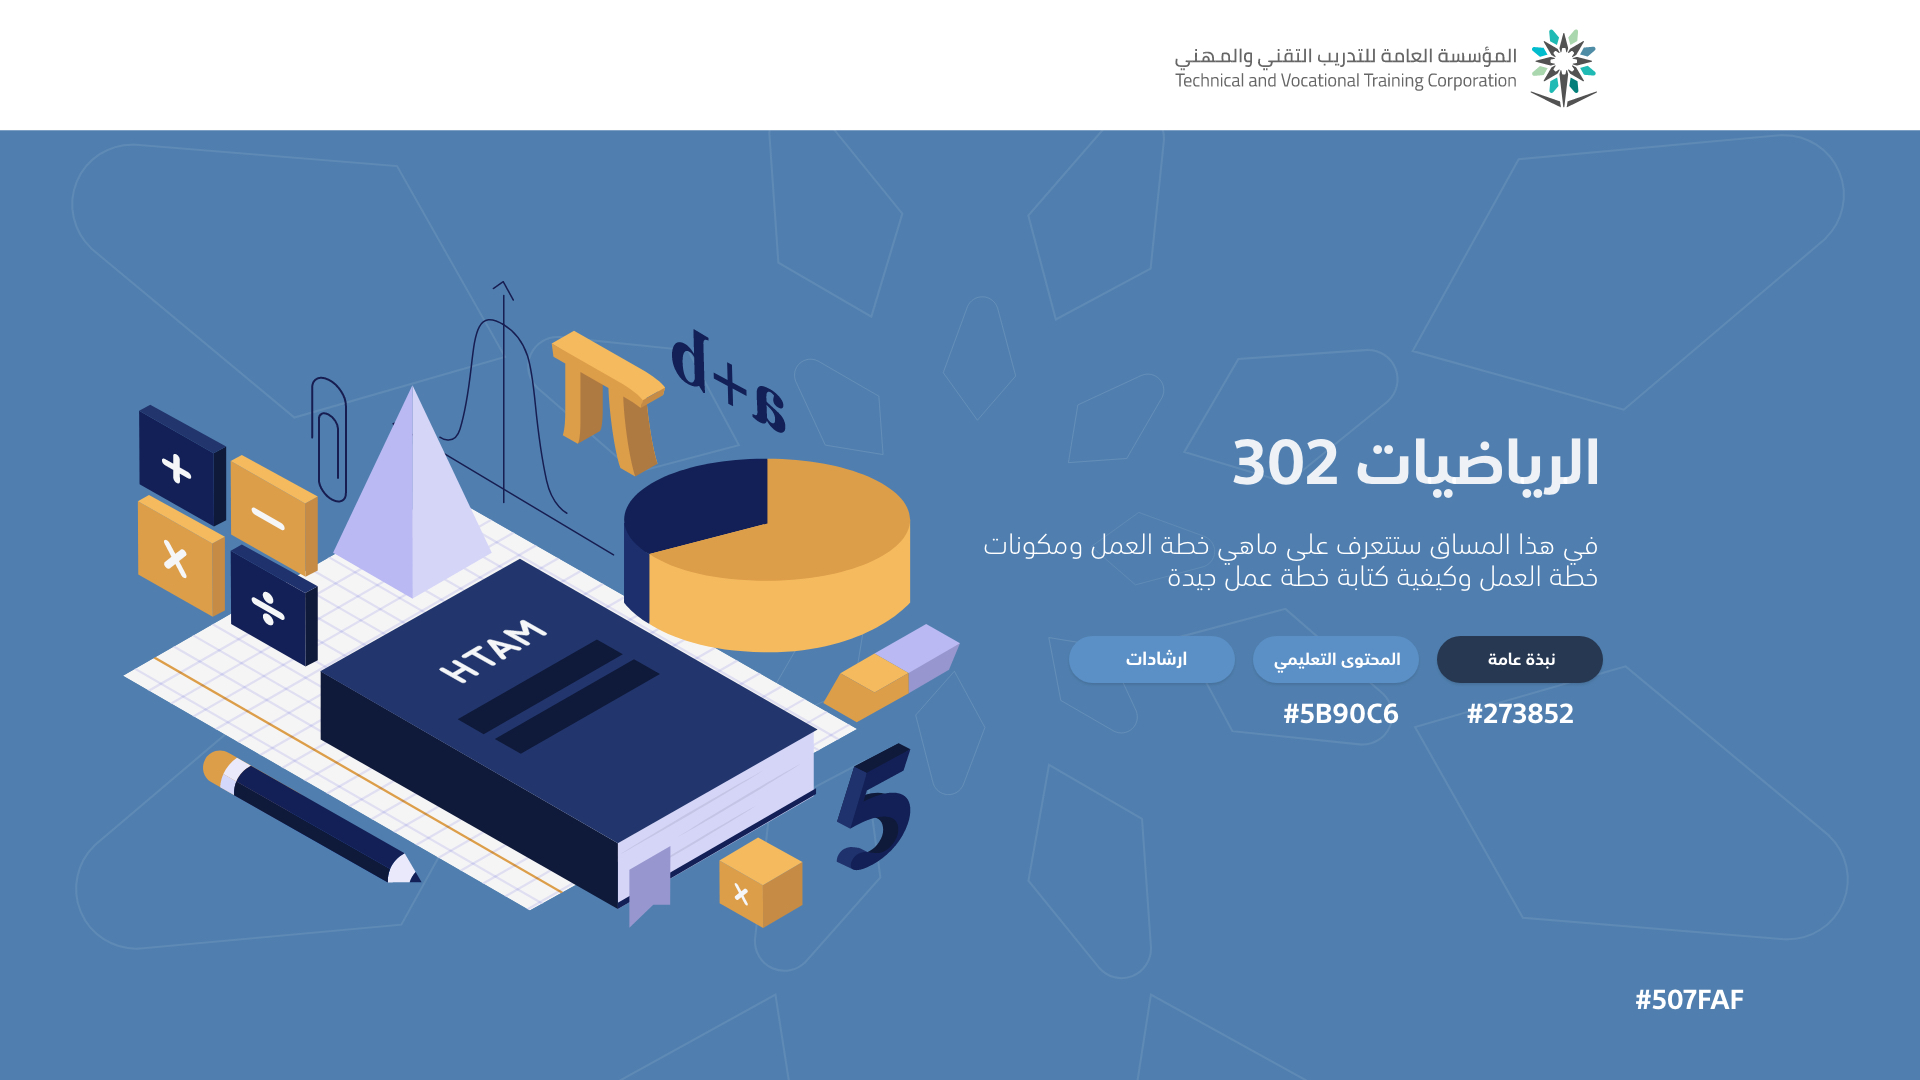 المؤسسة العامة للتدريب التقني والمهني
Technical and Vocational Training Corporation
a+b
+
−
×
÷
MATH
5
x
π
الرياضيات 302
في هذا المساق ستتعرف على ماهي خطة العمل ومكونات
خطة العمل وكيفية كتابة خطة عمل جيدة
نبذة عامة
المحتوى التعليمي
ارشادات
#273852
#5B90C6
#507FAF